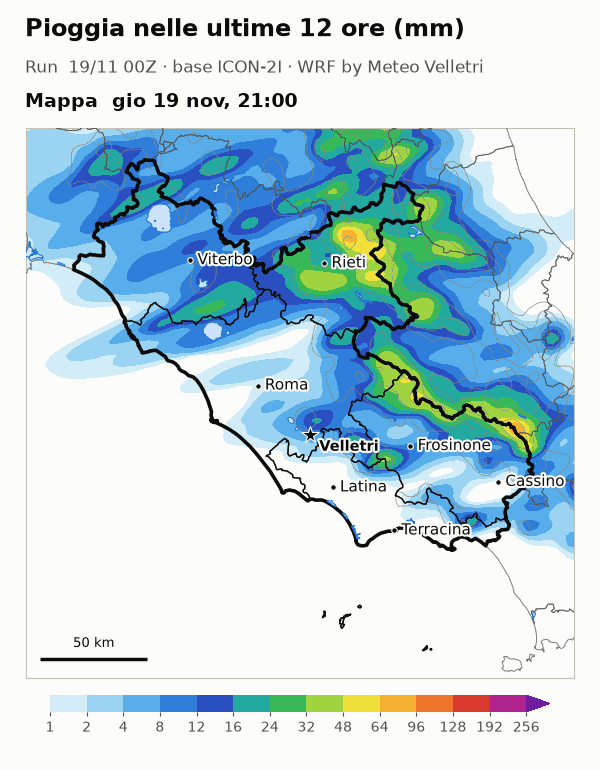 Pioggia nelle ultime 12 ore (mm)
Run 19/11 00Z · base ICON-2I · WRF by Meteo Velletri
Mappa gio 19 nov, 21:00
Viterbo
Rieti
Roma
Velletri
Frosinone
Latina
Cassino
Terracina
50 km
1 2 4 8 12 16 24 32 48 64 96 128 192 256